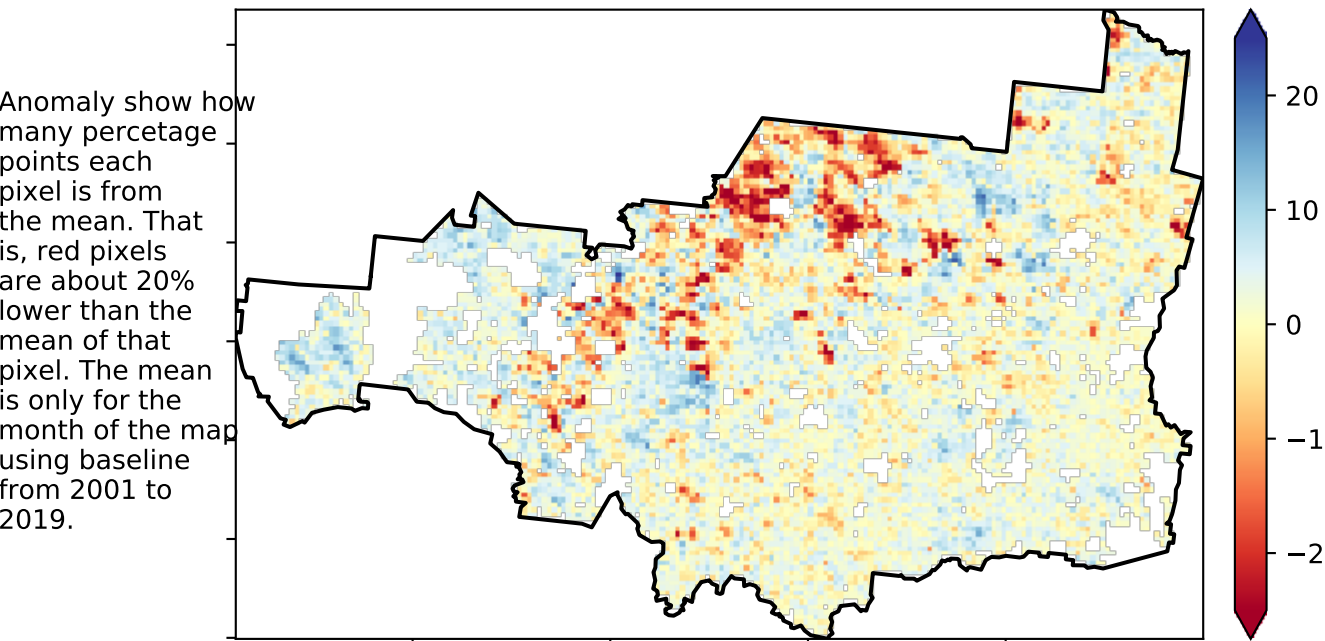 Anomaly show how
many percetage
points each
pixel is from
the mean. That
is, red pixels
are about 20%
lower than the
mean of that
pixel. The mean
is only for the
month of the map
using baseline
from 2001 to
2019.
20
10
0
−1
−2